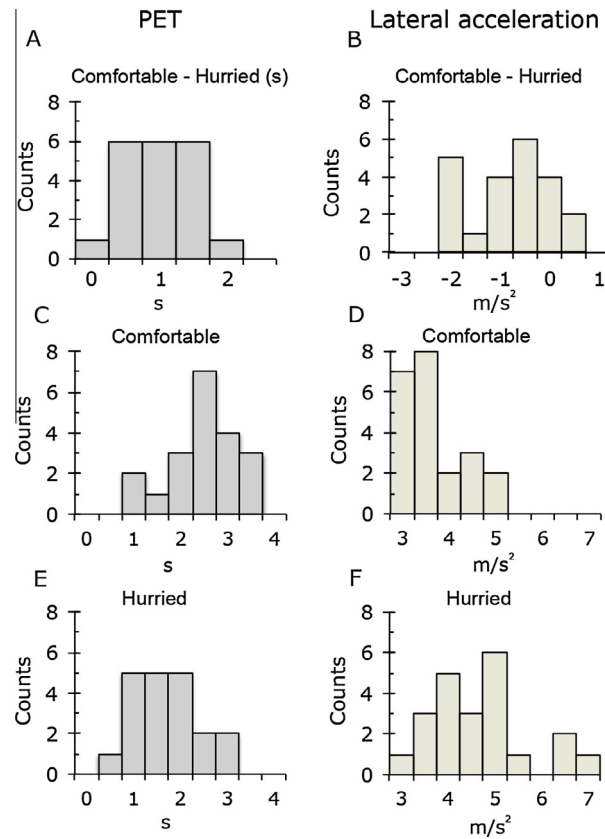 PET
Lateral acceleration
A
Comfortable - Hurried (s)
8
6
4
2
0
Counts
0 1 2
s
B
Comfortable - Hurried
8
6
4
2
0
Counts
-3 -2 -1 0 1
m/s²
C
Comfortable
8
6
4
2
0
Counts
0 1 2 3 4
s
D
Comfortable
8
6
4
2
0
Counts
3 4 5 6 7
m/s²
E
Hurried
8
6
4
2
0
Counts
0 1 2 3 4
s
F
Hurried
8
6
4
2
0
Counts
3 4 5 6 7
m/s²